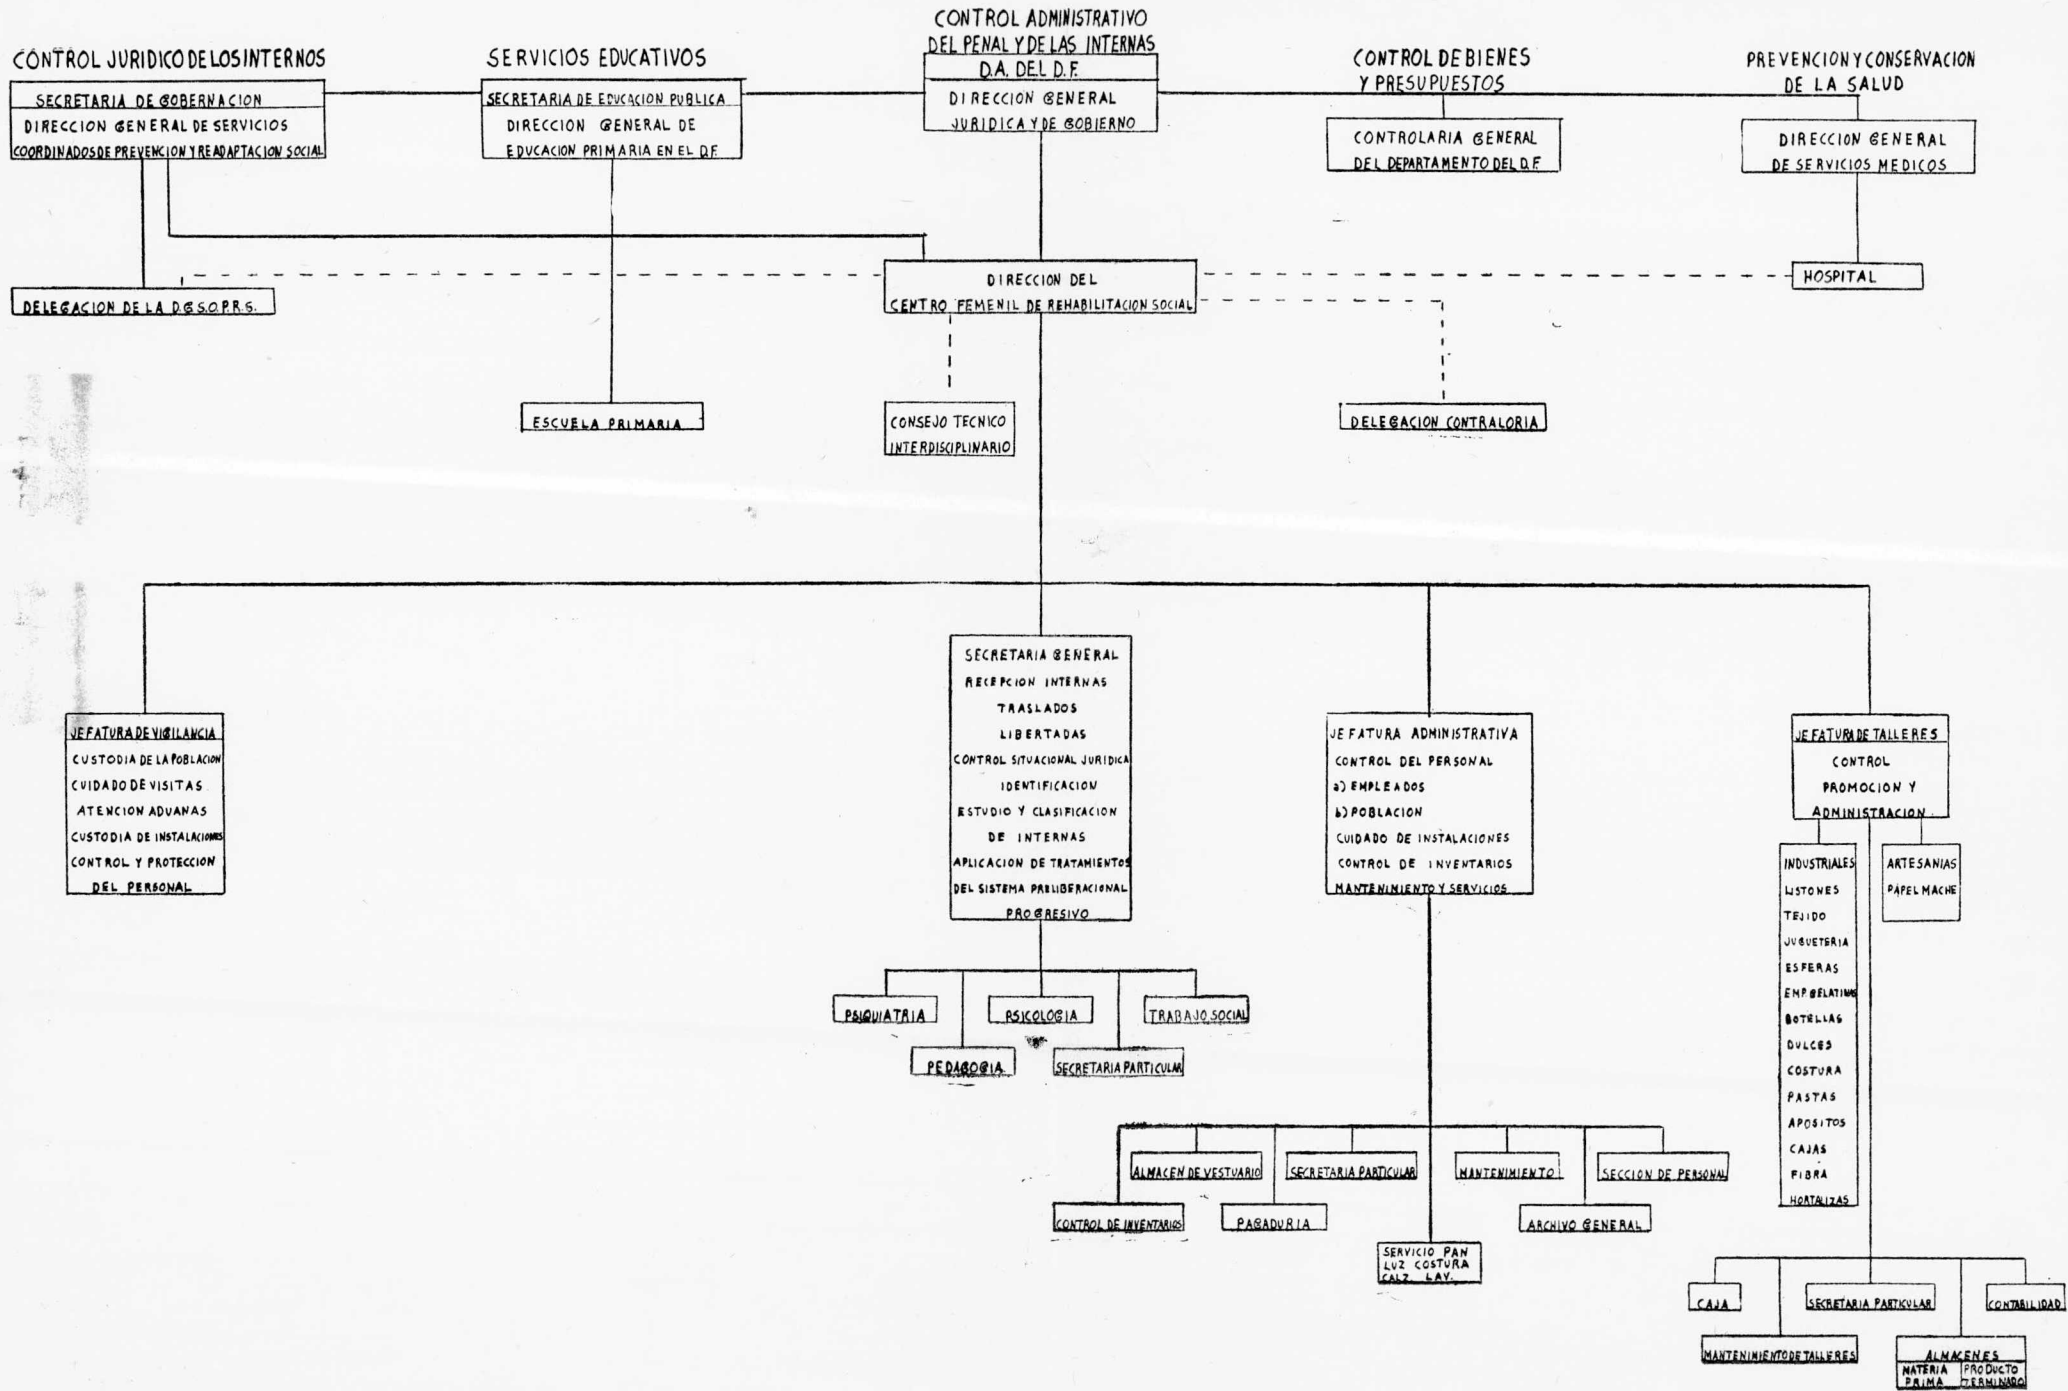 CONTROL JURIDICO DE LOS INTERNOS
SECRETARIA DE GOBERNACION
DIRECCION GENERAL DE SERVICIOS
COORDINADOS DE PREVENCION Y READAPTACION SOCIAL
SERVICIOS EDUCATIVOS
SECRETARIA DE EDUCACION PUBLICA
DIRECCION GENERAL DE
EDUCACION PRIMARIA EN EL D.F.
CONTROL ADMINISTRATIVO
DEL PENAL Y DE LAS INTERNAS
D.A. DEL D.F.
DIRECCION GENERAL
JURIDICA Y DE GOBIERNO
CONTROL DE BIENES
Y PRESUPUESTOS
CONTROLARIA GENERAL
DEL DEPARTAMENTO DEL D.F.
PREVENCION Y CONSERVACION
DE LA SALUD
DIRECCION GENERAL
DE SERVICIOS MEDICOS
DELEGACION DE LA D.G.S.O.P.R.S.
DIRECCION DEL
CENTRO FEMENIL DE REHABILITACION SOCIAL
HOSPITAL
ESCUELA PRIMARIA
CONSEJO TECNICO
INTERDISCIPLINARIO
DELEGACION CONTRALORIA
JEFATURA DE VIGILANCIA
CUSTODIA DE LA POBLACION
CUIDADO DE VISITAS
ATENCION ADUANAS
CUSTODIA DE INSTALACIONES
CONTROL Y PROTECCION
DEL PERSONAL
SECRETARIA GENERAL
RECEPCION INTERNAS
TRASLADOS
LIBERTADAS
CONTROL SITUACIONAL JURIDICA
IDENTIFICACION
ESTUDIO Y CLASIFICACION
DE INTERNAS
APLICACION DE TRATAMIENTOS
DEL SISTEMA PRELIBERACIONAL
PROGRESIVO
JEFATURA ADMINISTRATIVA
CONTROL DEL PERSONAL
a) EMPLEADOS
b) POBLACION
CUIDADO DE INSTALACIONES
CONTROL DE INVENTARIOS
MANTENIMIENTO Y SERVICIOS
JEFATURA DE TALLERES
CONTROL
PROMOCION Y
ADMINISTRACION
INDUSTRIALES
LISTONES
TEJIDO
JUGUETERIA
ESFERAS
EMP. GELATINAS
BOTELLAS
DULCES
COSTURA
PASTAS
APOSITOS
CAJAS
FIBRA
HORTALIZAS
ARTESANIAS
PAPEL MACHE
PSIQUIATRIA
PSICOLOGIA
TRABAJO SOCIAL
PEDAGOGIA
SECRETARIA PARTICULAR
ALMACEN DE VESTUARIO
SECRETARIA PARTICULAR
MANTENIMIENTO
SECCION DE PERSONAL
CONTROL DE INVENTARIOS
PAGADURIA
ARCHIVO GENERAL
SERVICIO PAN
LUZ COSTURA
CALZ. LAV.
CAJA
SECRETARIA PARTICULAR
CONTABILIDAD
MANTENIMIENTO DE TALLERES
ALMACENES
MATERIA PRIMA
PRODUCTO TERMINADO